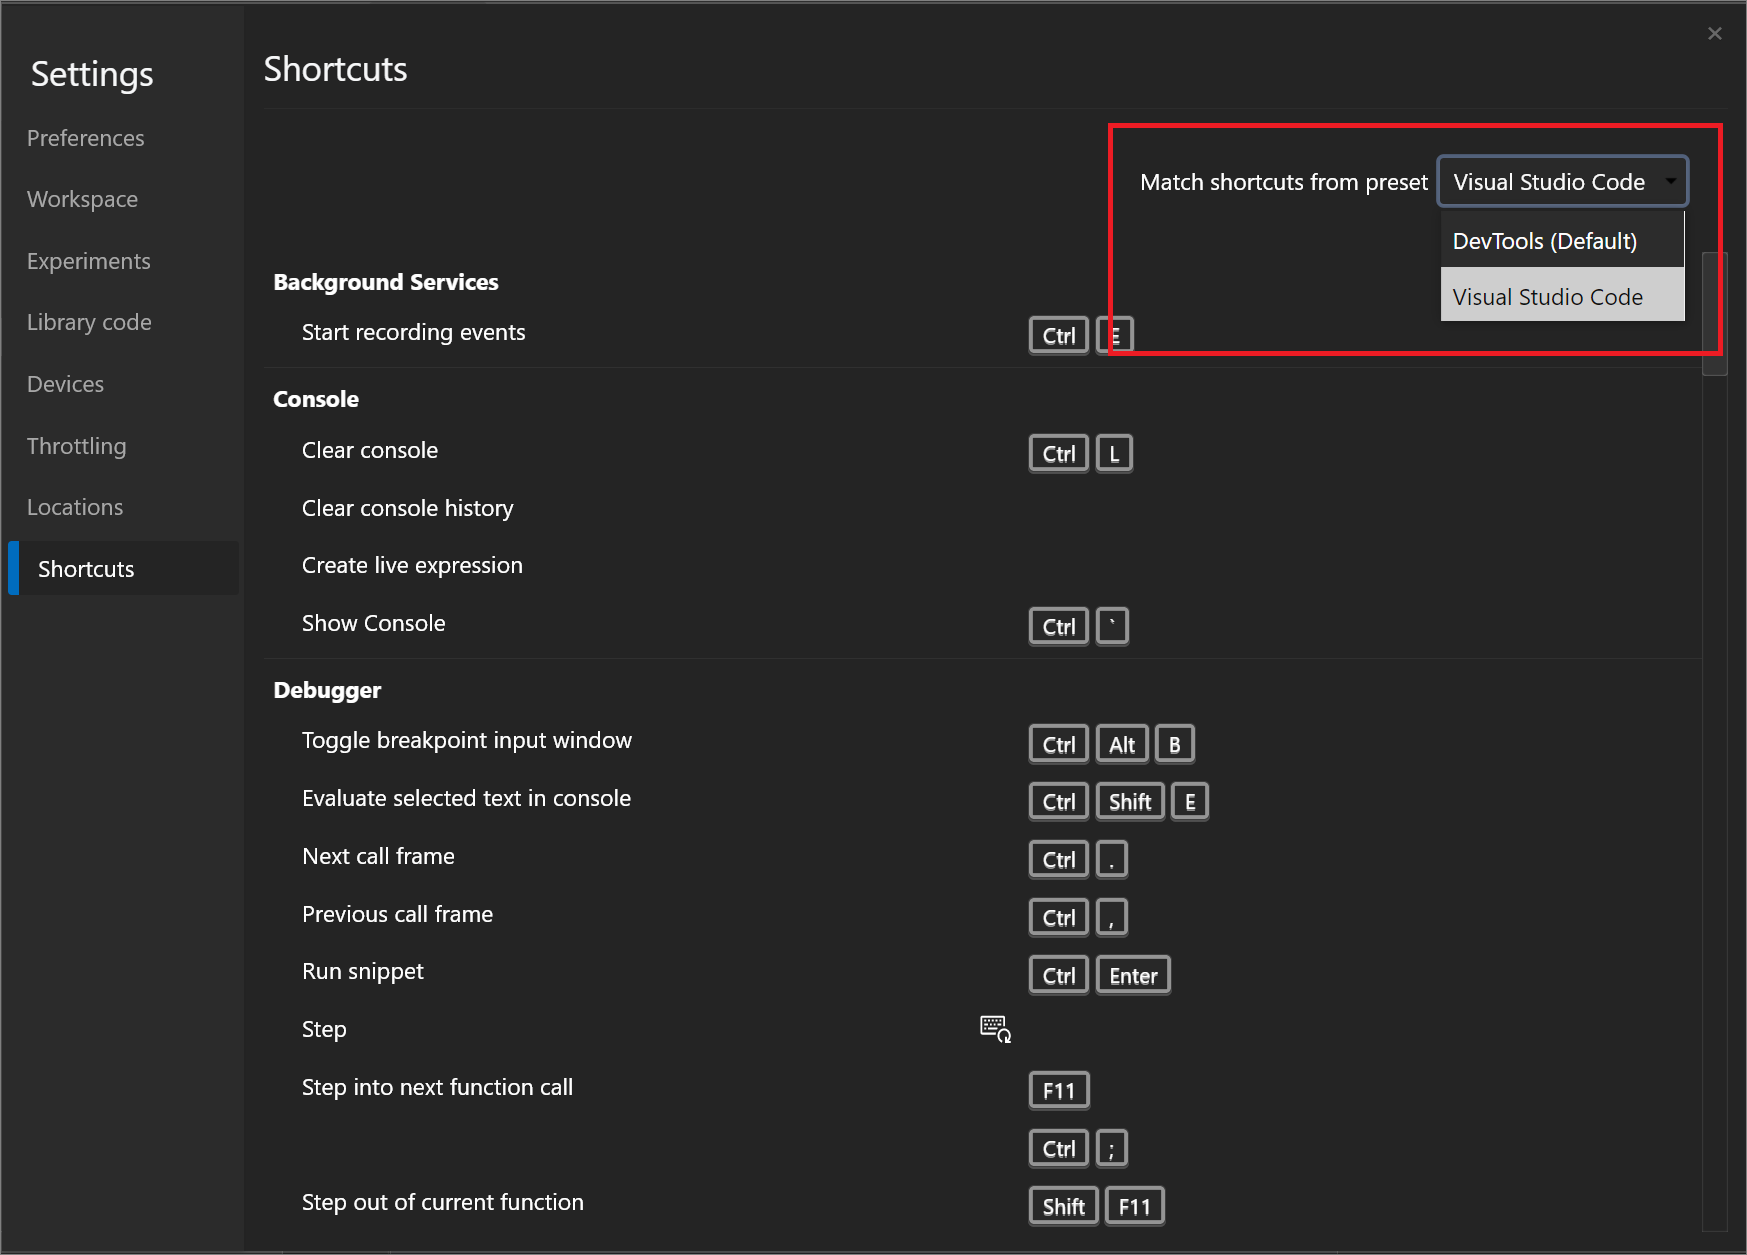 Settings
Preferences
Workspace
Experiments
Library code
Devices
Throttling
Locations
Shortcuts
Shortcuts
Match shortcuts from preset Visual Studio Code
DevTools (Default)
Visual Studio Code
Background Services
Start recording events Ctrl E
Console
Clear console Ctrl L
Clear console history
Create live expression
Show Console Ctrl `
Debugger
Toggle breakpoint input window Ctrl Alt B
Evaluate selected text in console Ctrl Shift E
Next call frame Ctrl .
Previous call frame Ctrl ,
Run snippet Ctrl Enter
Step
Step into next function call F11
Ctrl ;
Step out of current function Shift F11